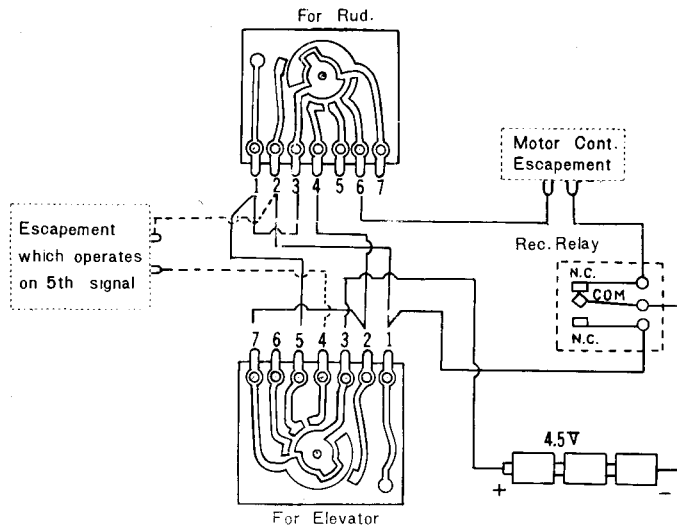 For Rud.
1 2 3 4 5 6 7
Motor Cont.
Escapement
Escapement
which operates
on 5th signal
Rec. Relay
N.C.
COM
N.C.
7 6 5 4 3 2 1
4.5V
+ -
For Elevator